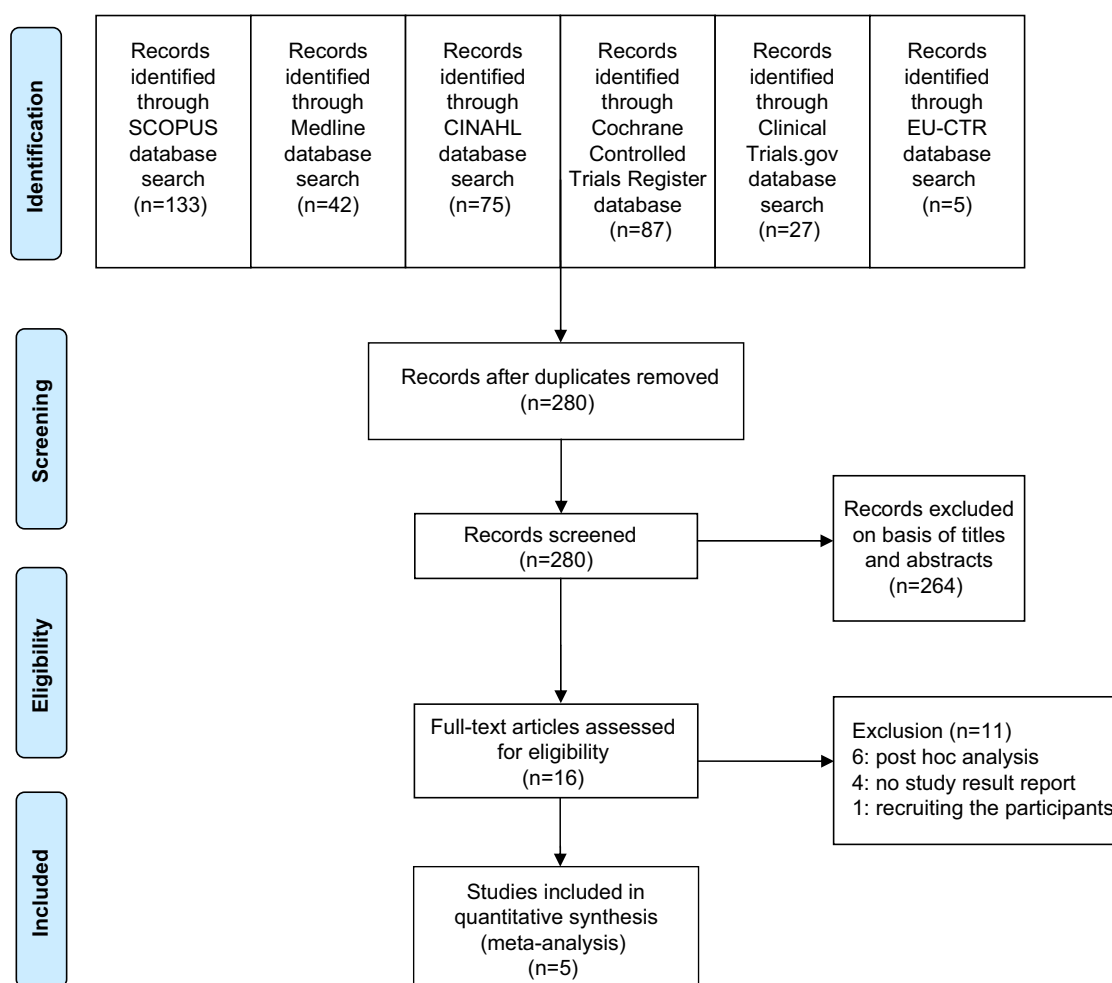 Identification
Records
identified
through
SCOPUS
database
search
(n=133)
Records
identified
through
Medline
database
search
(n=42)
Records
identified
through
CINAHL
database
search
(n=75)
Records
identified
through
Cochrane
Controlled
Trials Register
database
(n=87)
Records
identified
through
Clinical
Trials.gov
database
search
(n=27)
Records
identified
through
EU-CTR
database
search
(n=5)
Screening
Records after duplicates removed
(n=280)
Records screened
(n=280)
Records excluded
on basis of titles
and abstracts
(n=264)
Eligibility
Full-text articles assessed
for eligibility
(n=16)
Exclusion (n=11)
6: post hoc analysis
4: no study result report
1: recruiting the participants
Included
Studies included in
quantitative synthesis
(meta-analysis)
(n=5)